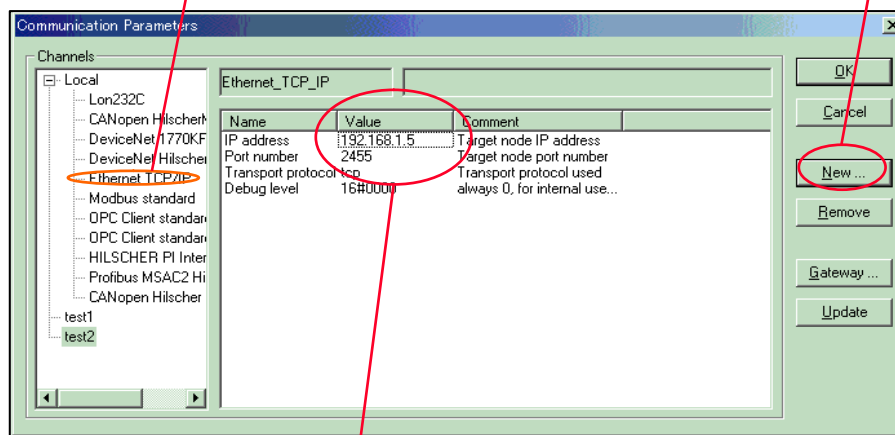 Communication Parameters
Channels
Local
Lon232C
CANopen Hilscher
DeviceNet 1770KF
DeviceNet Hilscher
Ethernet TCP/IP
Modbus standard
OPC Client standar
OPC Client standar
HILSCHER PI Inter
Profibus MSAC2 Hi
CANopen Hilscher
test1
test2
Ethernet_TCP_IP
Name Value Comment
IP address 192.168.1.5 Target node IP address
Port number 2455 Target node port number
Transport protocol tcp Transport protocol used
Debug level 16#0000 always 0, for internal use...
OK
Cancel
New ...
Remove
Gateway ...
Update